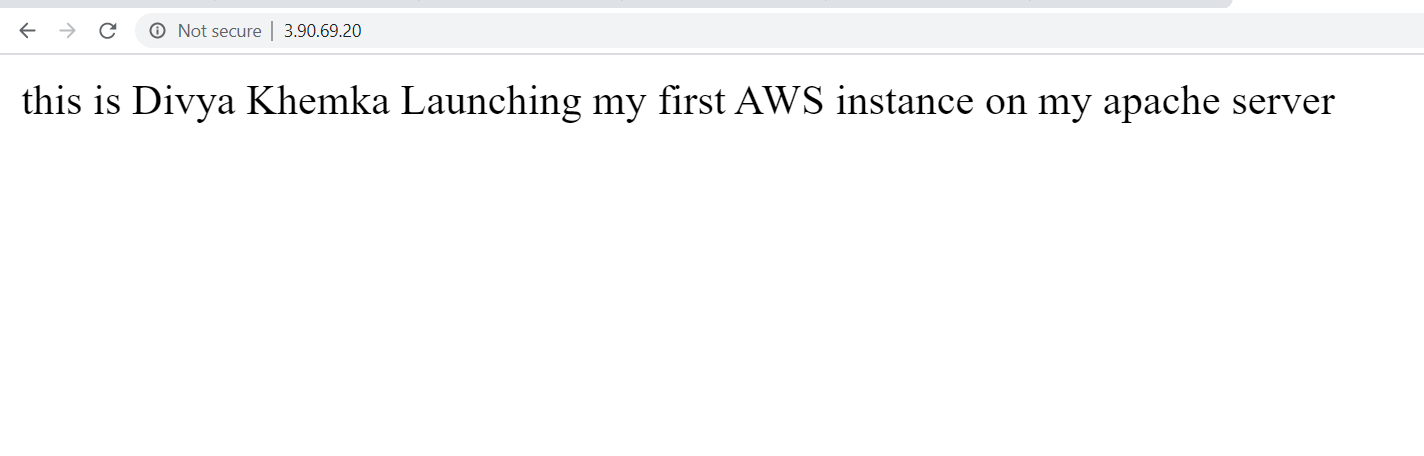 Not secure | 3.90.69.20
this is Divya Khemka Launching my first AWS instance on my apache server